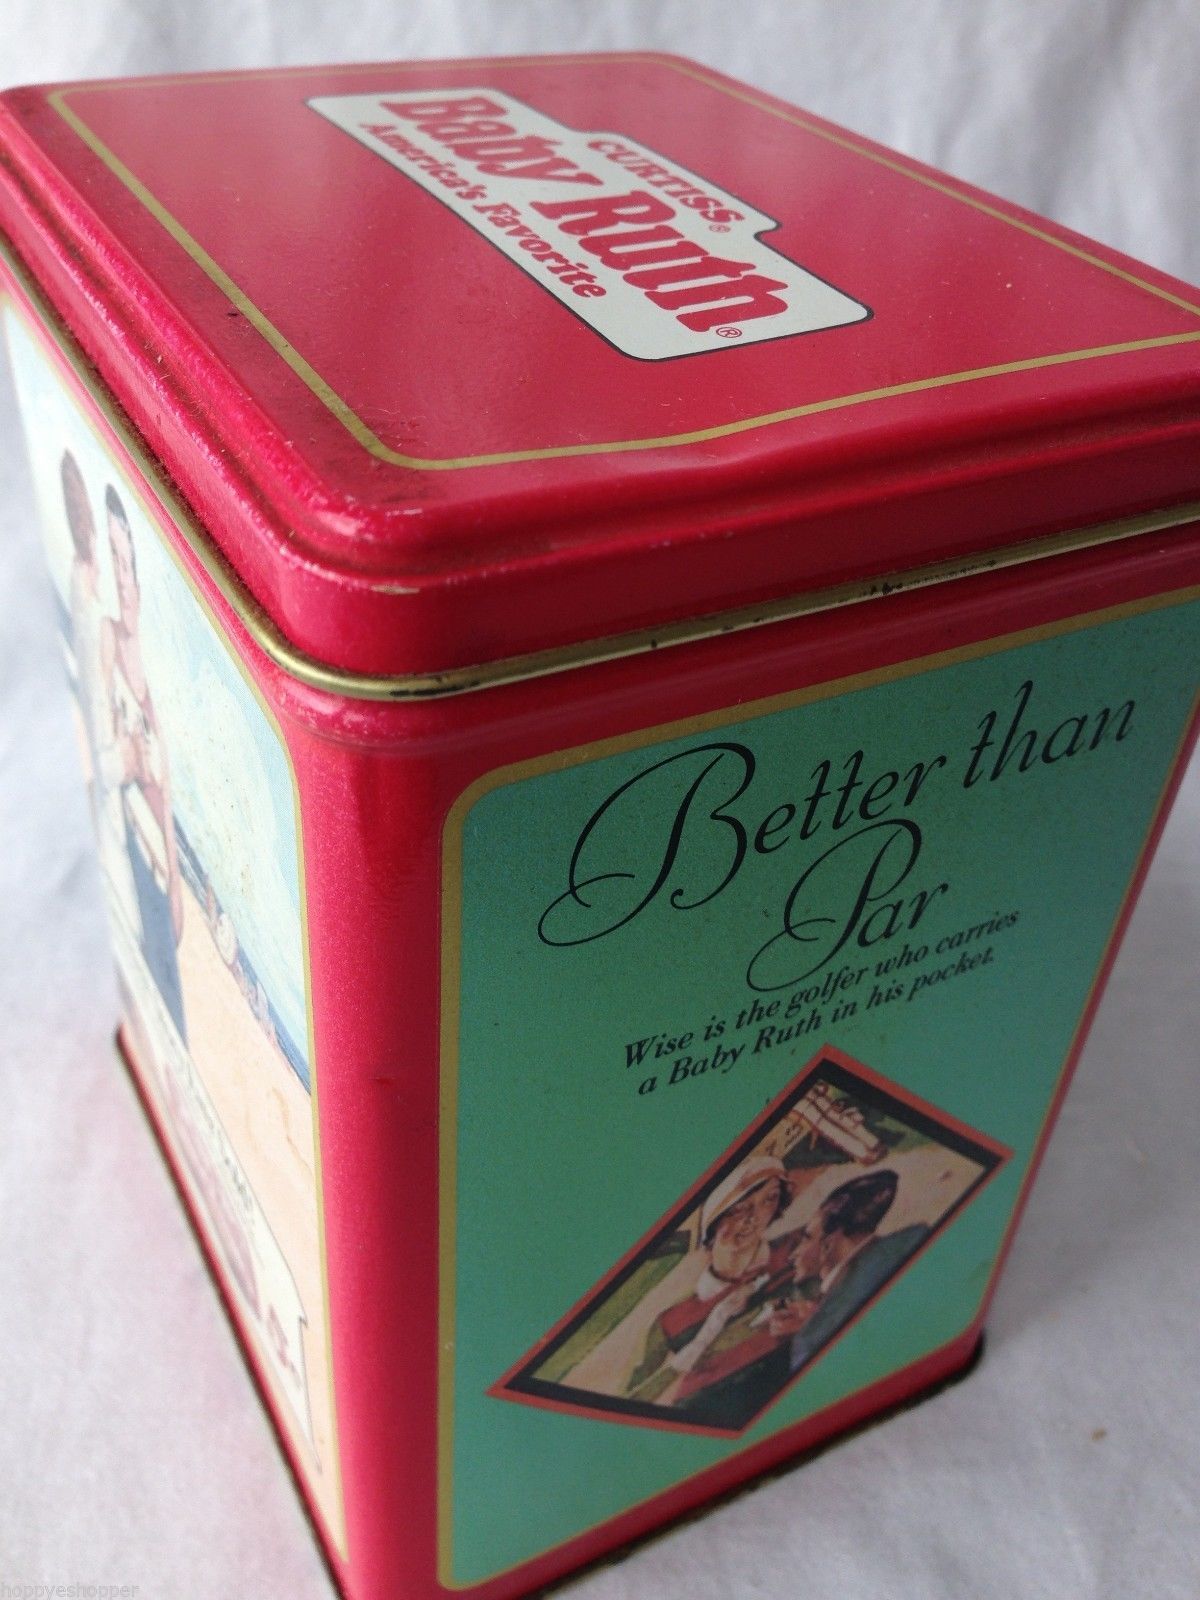 CURTISS®
Baby Ruth®
America's Favorite
Better than
Par
Wise is the golfer who carries
a Baby Ruth in his pocket.
hoppyeshopper